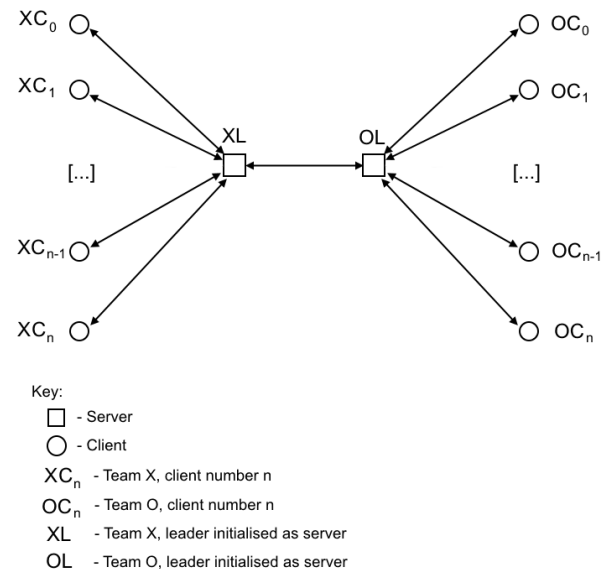 XC0 OC0
XC1 OC1
XL OL
[...] [...]
XCn-1 OCn-1
XCn OCn
Key:
- Server
- Client
XCn - Team X, client number n
OCn - Team O, client number n
XL - Team X, leader initialised as server
OL - Team O, leader initialised as server